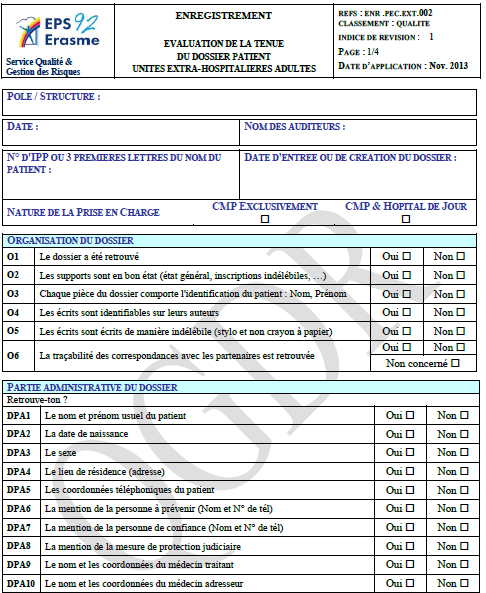 EPS 92
Erasme
Service Qualité &
Gestion des Risques
ENREGISTREMENT
EVALUATION DE LA TENUE
DU DOSSIER PATIENT
UNITES EXTRA-HOSPITALIERES ADULTES
REFS : ENR .PEC.EXT.002
CLASSEMENT : QUALITE
INDICE DE REVISION : 1
PAGE : 1/4
DATE D'APPLICATION : Nov. 2013
POLE / STRUCTURE :
DATE : NOM DES AUDITEURS :
N° D'IPP OU 3 PREMIERES LETTRES DU NOM DU PATIENT :
DATE D'ENTREE OU DE CREATION DU DOSSIER :
NATURE DE LA PRISE EN CHARGE CMP EXCLUSIVEMENT ☐ CMP & HOPITAL DE JOUR ☐
ORGANISATION DU DOSSIER
O1 Le dossier a été retrouvé Oui ☐ Non ☐
O2 Les supports sont en bon état (état général, inscriptions indélébiles, …) Oui ☐ Non ☐
O3 Chaque pièce du dossier comporte l'identification du patient : Nom, Prénom Oui ☐ Non ☐
O4 Les écrits sont identifiables sur leurs auteurs Oui ☐ Non ☐
O5 Les écrits sont écrits de manière indélébile (stylo et non crayon à papier) Oui ☐ Non ☐
O6 La traçabilité des correspondances avec les partenaires est retrouvée Oui ☐ Non ☐
Non concerné ☐
PARTIE ADMINISTRATIVE DU DOSSIER
Retrouve-ton ?
DPA1 Le nom et prénom usuel du patient Oui ☐ Non ☐
DPA2 La date de naissance Oui ☐ Non ☐
DPA3 Le sexe Oui ☐ Non ☐
DPA4 Le lieu de résidence (adresse) Oui ☐ Non ☐
DPA5 Les coordonnées téléphoniques du patient Oui ☐ Non ☐
DPA6 La mention de la personne à prévenir (Nom et N° de tél) Oui ☐ Non ☐
DPA7 La mention de la personne de confiance (Nom et N° de tél) Oui ☐ Non ☐
DPA8 La mention de la mesure de protection judiciaire Oui ☐ Non ☐
DPA9 Le nom et les coordonnées du médecin traitant Oui ☐ Non ☐
DPA10 Le nom et les coordonnées du médecin adresseur Oui ☐ Non ☐
QGDR